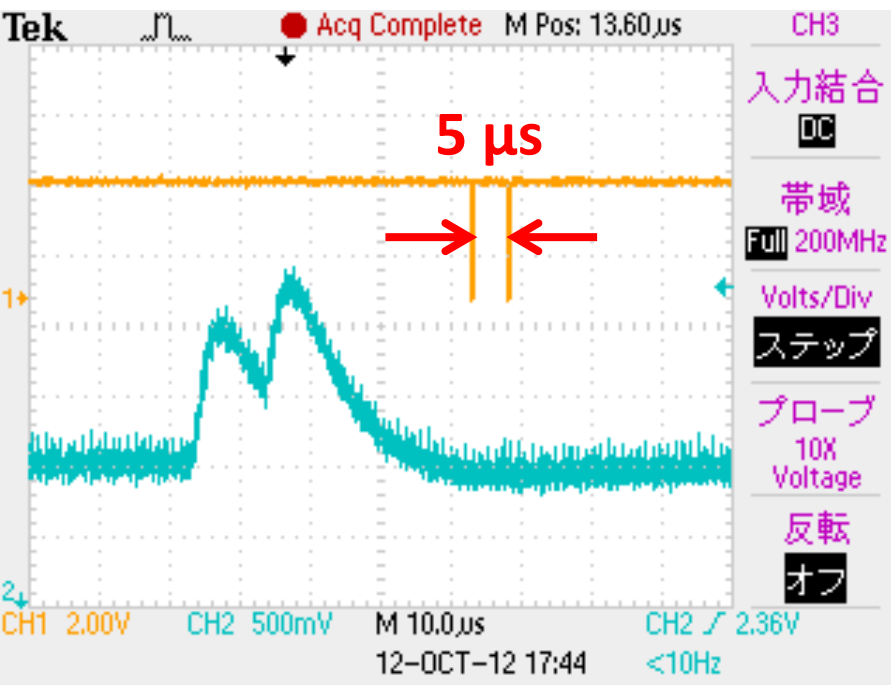 Tek Acq Complete M Pos: 13.60µs CH3
入力結合
DC
5 µs
帯域
Full 200MHz
1
Volts/Div
ステップ
プローブ
10X
Voltage
反転
オフ
2
CH1 2.00V CH2 500mV M 10.0µs CH2 2.36V
12-OCT-12 17:44 <10Hz